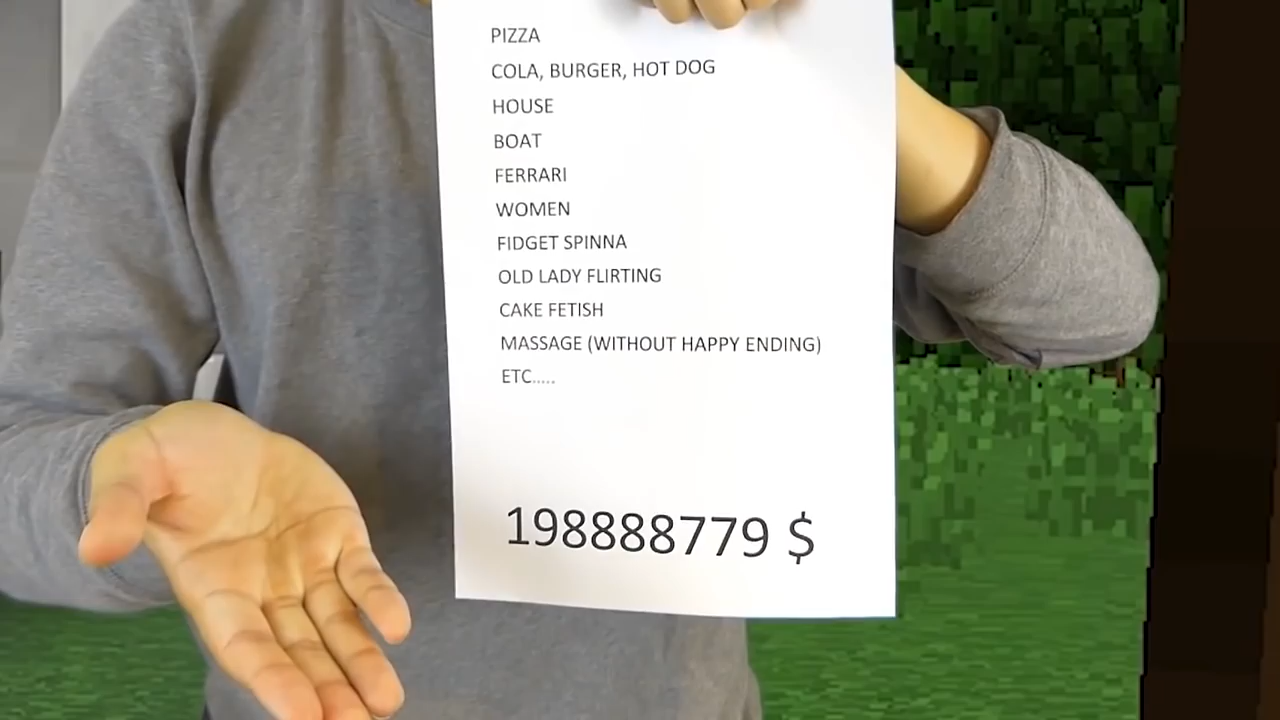 PIZZA
COLA, BURGER, HOT DOG
HOUSE
BOAT
FERRARI
WOMEN
FIDGET SPINNA
OLD LADY FLIRTING
CAKE FETISH
MASSAGE (WITHOUT HAPPY ENDING)
ETC.....
198888779 $